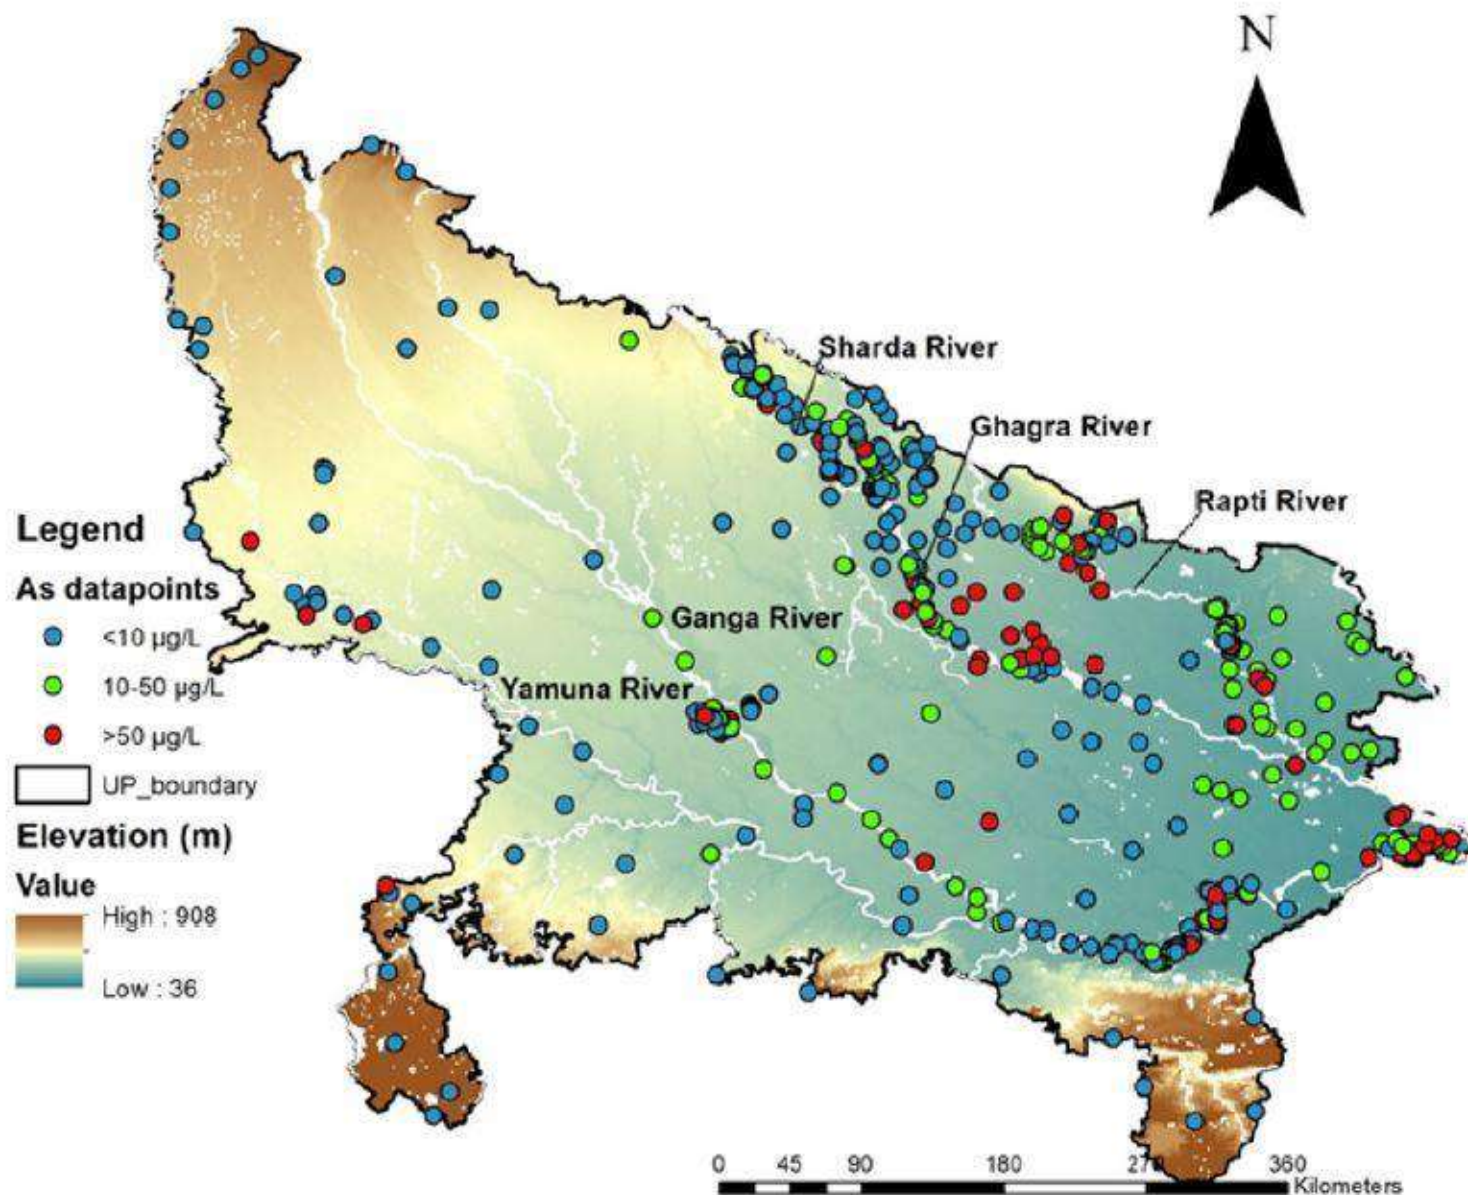 N
Sharda River
Ghagra River
Rapti River
Ganga River
Yamuna River
Legend
As datapoints
<10 µg/L
10-50 µg/L
>50 µg/L
UP_boundary
Elevation (m)
Value
High : 908
Low : 36
0 45 90 180 270 360
Kilometers